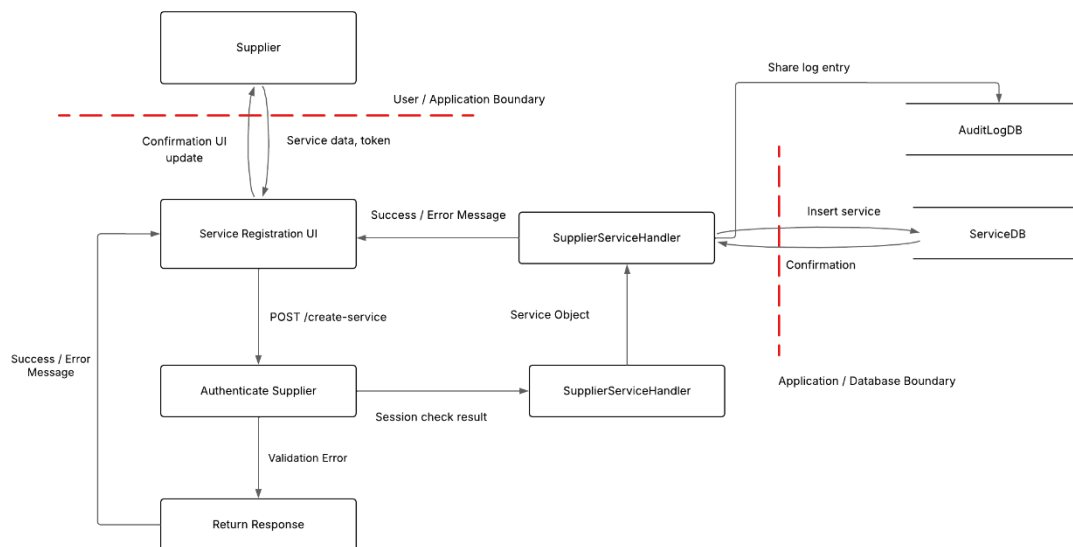 Supplier
Share log entry
User / Application Boundary
AuditLogDB
Confirmation UI
update
Service data, token
Success / Error Message
Insert service
Service Registration UI
SupplierServiceHandler
ServiceDB
Confirmation
POST /create-service
Service Object
Success / Error
Message
Application / Database Boundary
Authenticate Supplier
SupplierServiceHandler
Session check result
Validation Error
Return Response